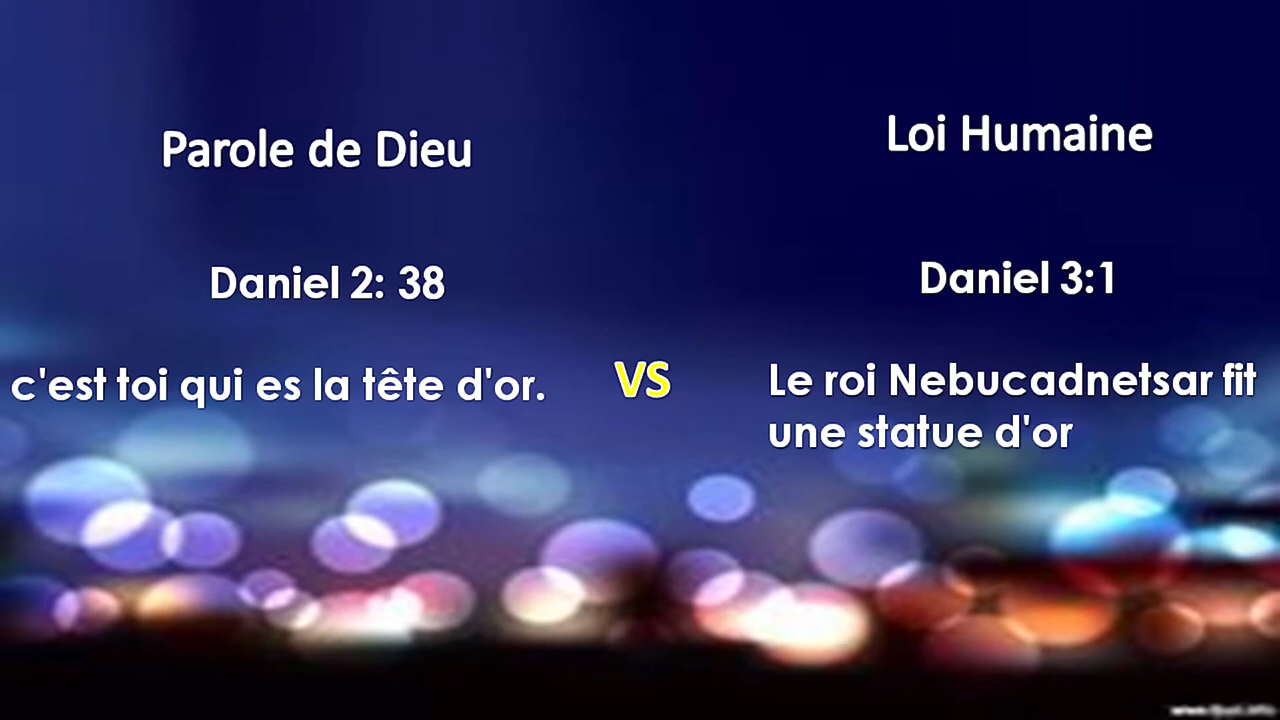 Parole de Dieu
Loi Humaine
Daniel 2: 38
Daniel 3:1
c'est toi qui es la tête d'or.
VS
Le roi Nebucadnetsar fit
une statue d'or